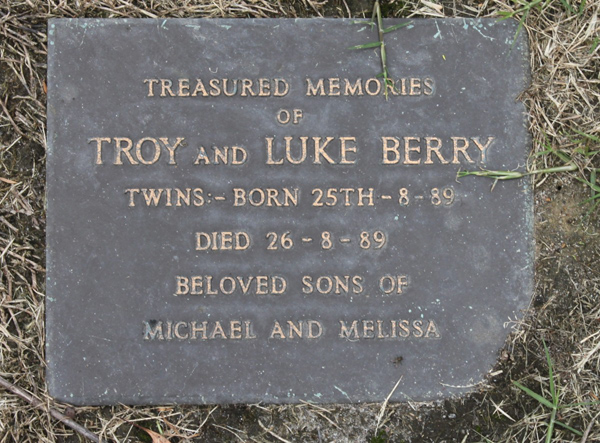 TREASURED MEMORIES
OF
TROY AND LUKE BERRY
TWINS:- BORN 25TH - 8 - 89
DIED 26 - 8 - 89
BELOVED SONS OF
MICHAEL AND MELISSA